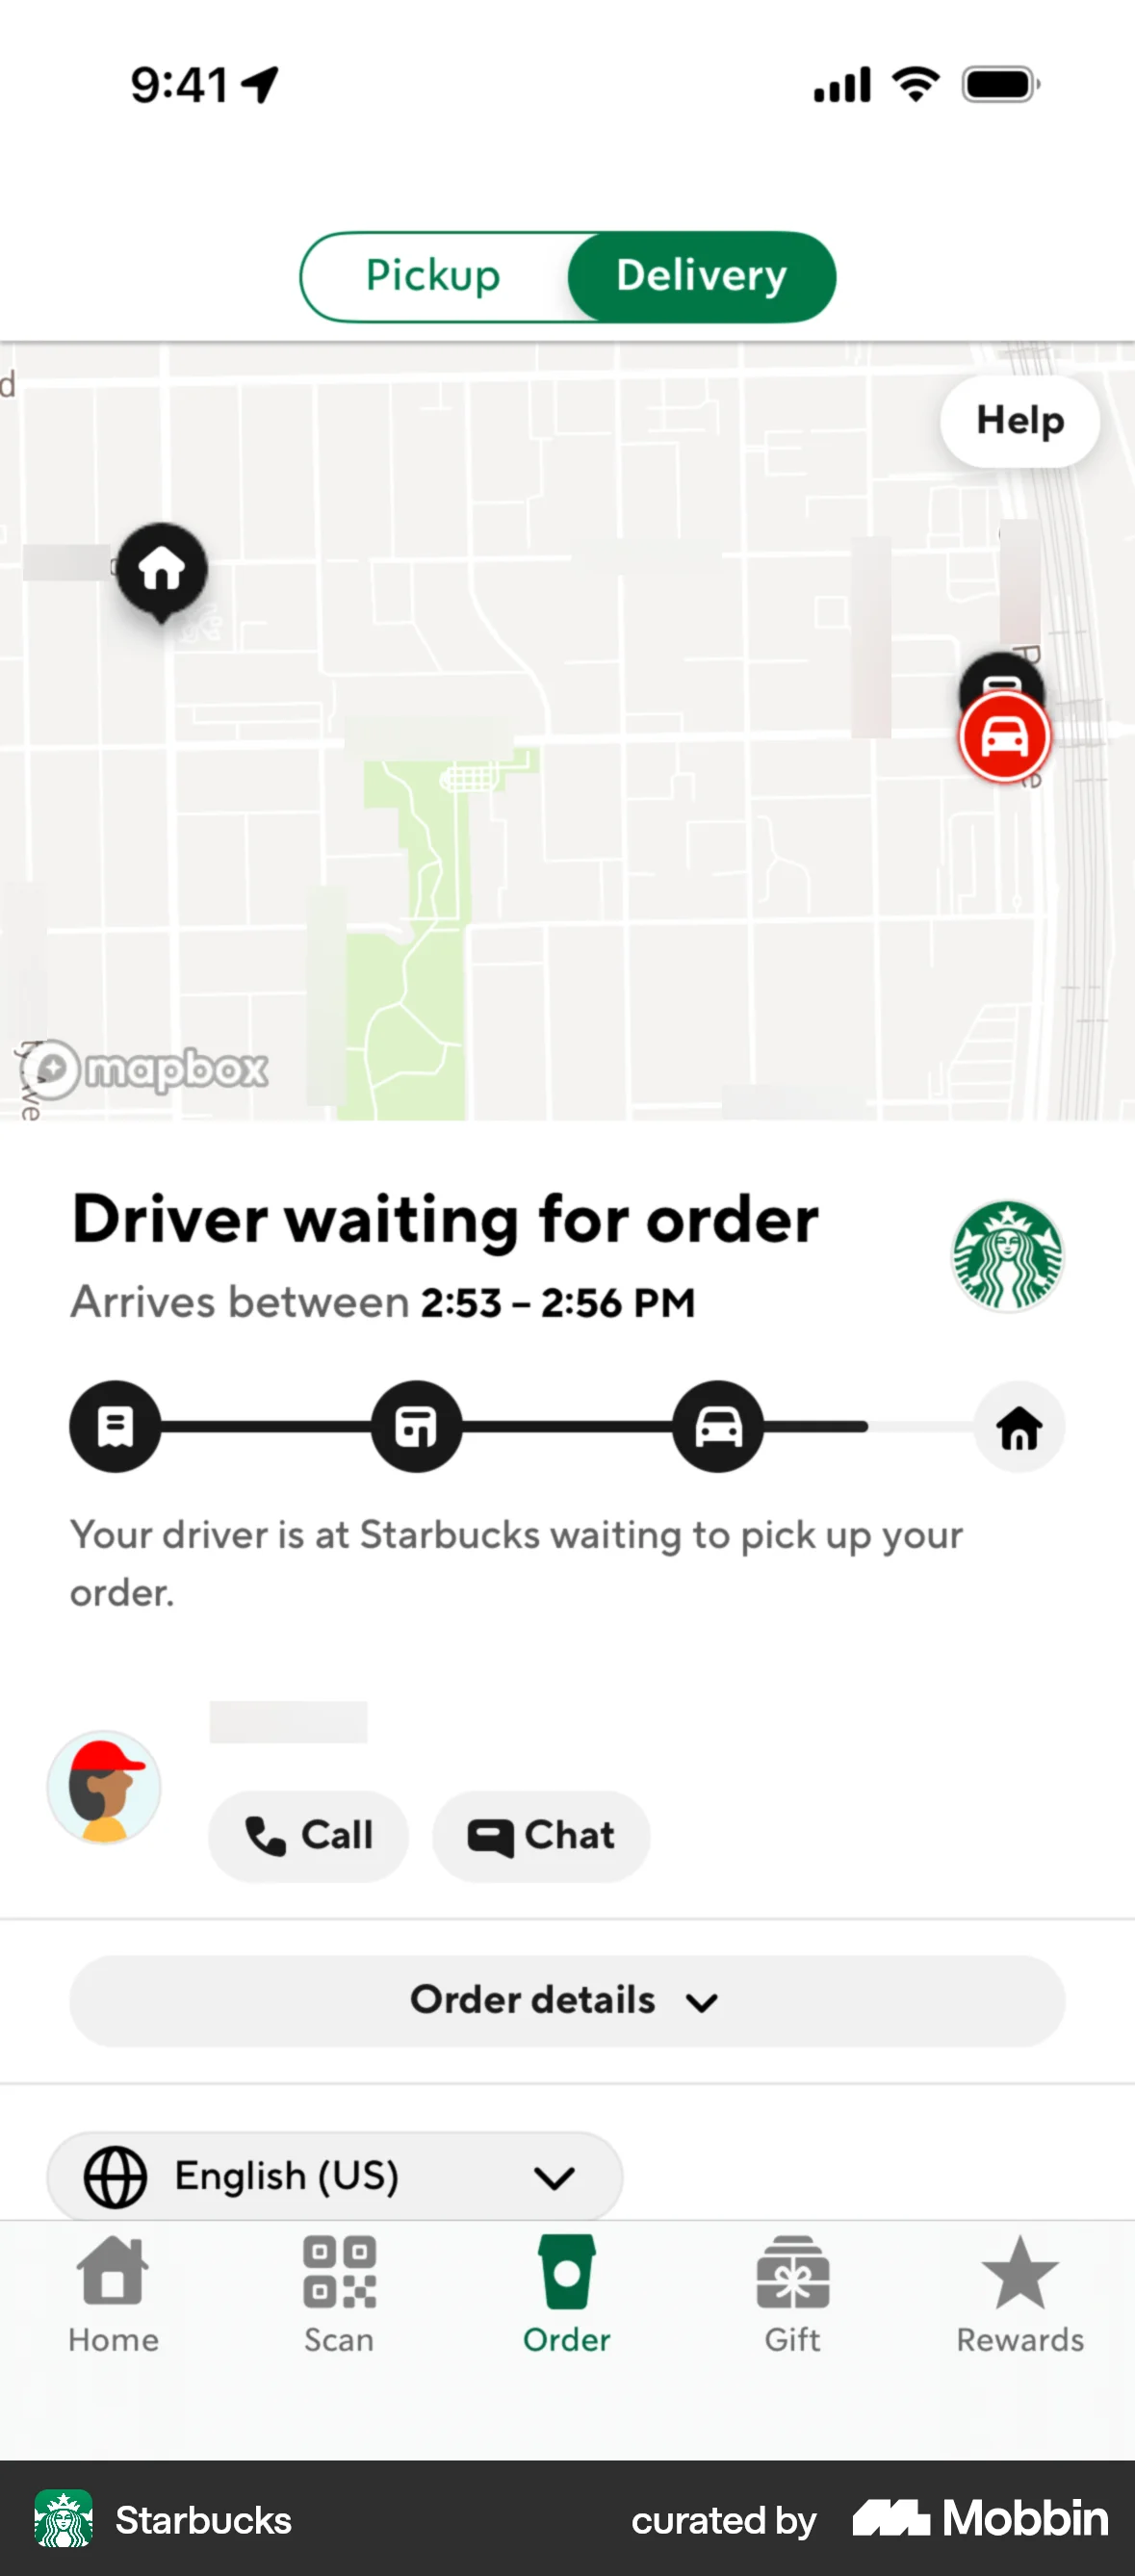 9:41
Pickup
Delivery
d
Help
P
e
ty Ave
mapbox
Driver waiting for order
Arrives between 2:53 – 2:56 PM
Your driver is at Starbucks waiting to pick up your
order.
Call
Chat
Order details
English (US)
Home
Scan
Order
Gift
Rewards
Starbucks
curated by
Mobbin